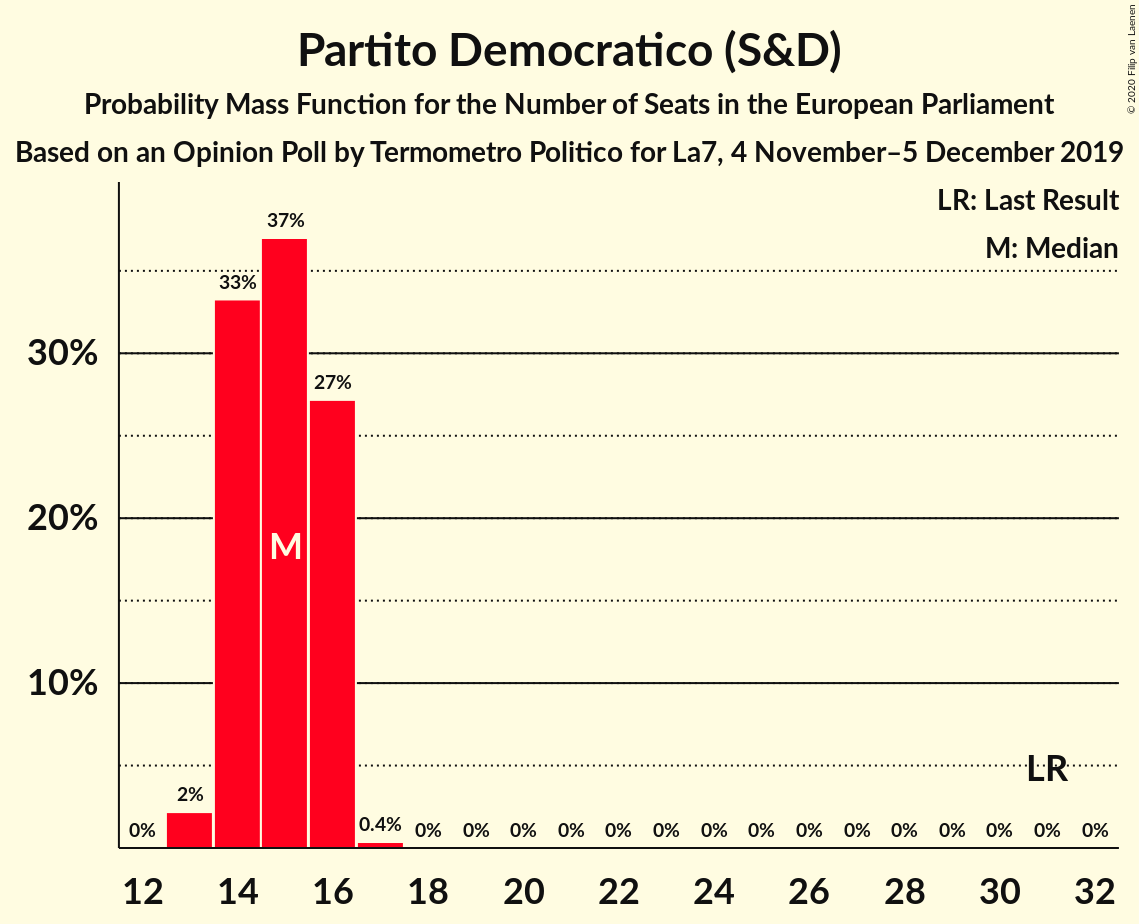 Partito Democratico (S&D)
Probability Mass Function for the Number of Seats in the European Parliament
Based on an Opinion Poll by Termometro Politico for La7, 4 November–5 December 2019
© 2020 Filip van Laenen
LR: Last Result
M: Median
30%
20%
10%
0% 2% 33% 37% 27% 0.4% 0% 0% 0% 0% 0% 0% 0% 0% 0% 0% 0% 0% 0% 0% 0%
M
LR
12 14 16 18 20 22 24 26 28 30 32